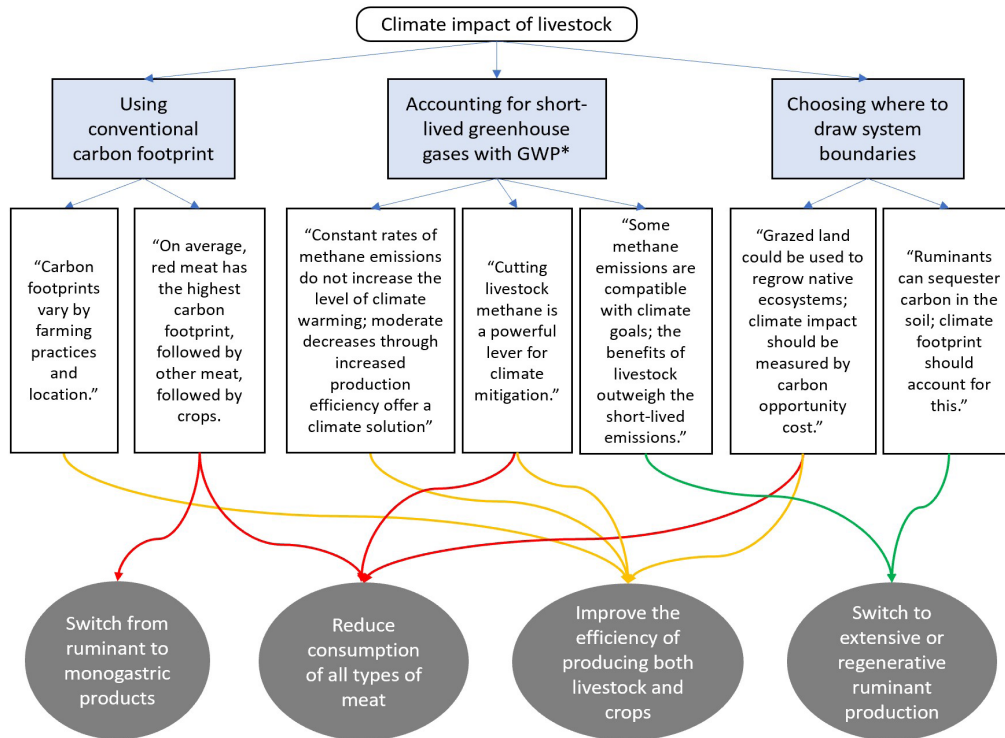 Climate impact of livestock
Using
conventional
carbon footprint
Accounting for short-
lived greenhouse
gases with GWP*
Choosing where to
draw system
boundaries
“Carbon
footprints
vary by
farming
practices
and
location.”
“On average,
red meat has
the highest
carbon
footprint,
followed by
other meat,
followed by
crops.
“Constant rates of
methane emissions
do not increase the
level of climate
warming; moderate
decreases through
increased
production
efficiency offer a
climate solution”
“Cutting
livestock
methane is
a powerful
lever for
climate
mitigation.”
“Some
methane
emissions are
compatible
with climate
goals; the
benefits of
livestock
outweigh the
short-lived
emissions.”
“Grazed land
could be used to
regrow native
ecosystems;
climate impact
should be
measured by
carbon
opportunity
cost.”
“Ruminants
can sequester
carbon in the
soil; climate
footprint
should
account for
this.”
Switch from
ruminant to
monogastric
products
Reduce
consumption
of all types of
meat
Improve the
efficiency of
producing both
livestock and
crops
Switch to
extensive or
regenerative
ruminant
production